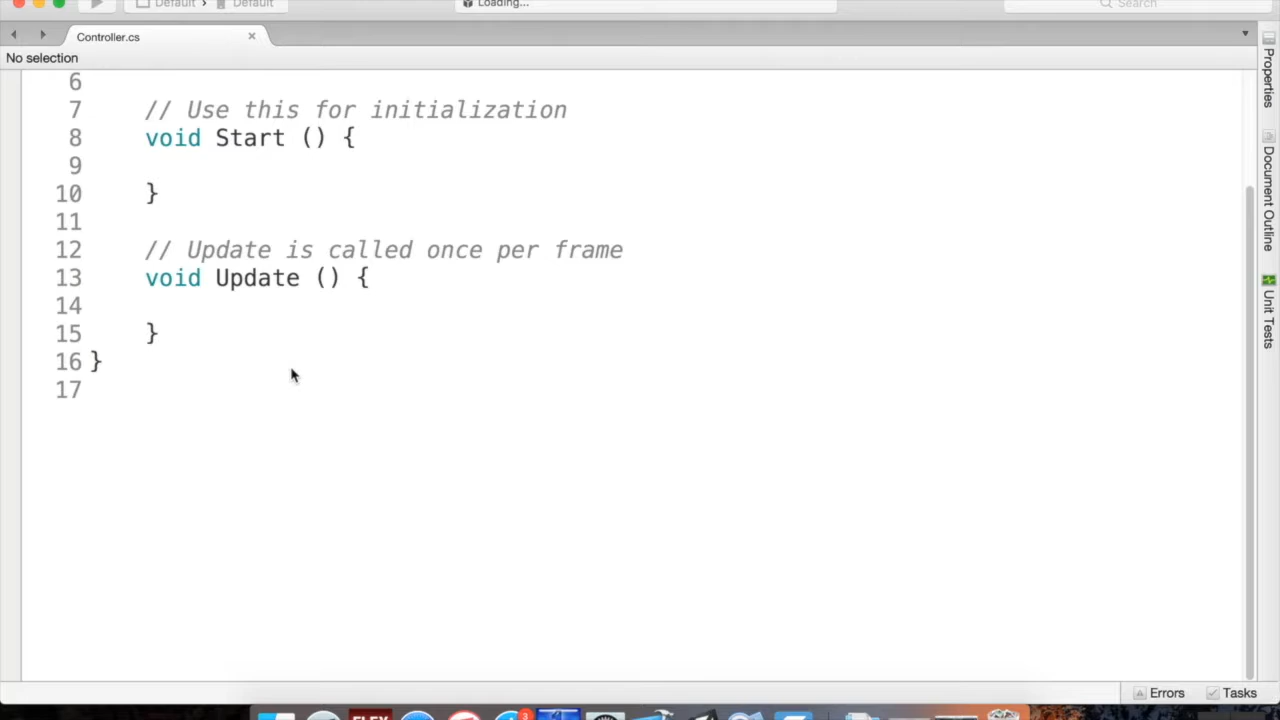 Default › Default Loading... Search
Controller.cs
No selection
6
7 // Use this for initialization
8 void Start () {
9
10 }
11
12 // Update is called once per frame
13 void Update () {
14
15 }
16 }
17
Properties
Document Outline
Unit Tests
Errors Tasks
FLEX 3